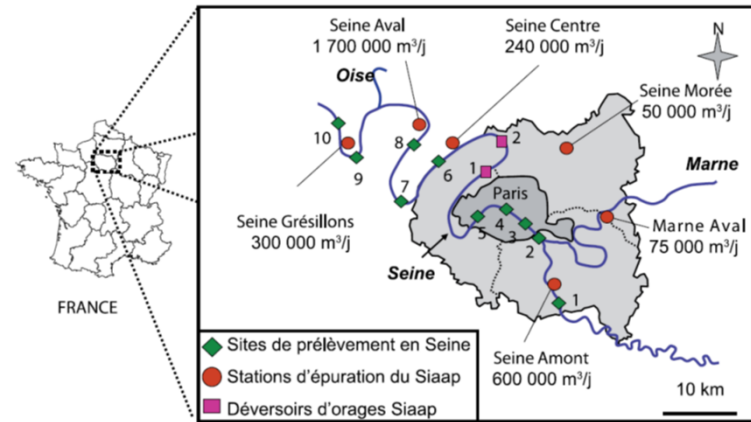 Seine Aval
1 700 000 m³/j
Seine Centre
240 000 m³/j
N
Oise
Seine Morée
50 000 m³/j
Marne
10
9
8
7
6
2
1
Paris
5
4
3
2
1
Seine Grésillons
300 000 m³/j
Seine
Marne Aval
75 000 m³/j
FRANCE
Seine Amont
600 000 m³/j
Sites de prélèvement en Seine
Stations d'épuration du Siaap
Déversoirs d'orages Siaap
10 km